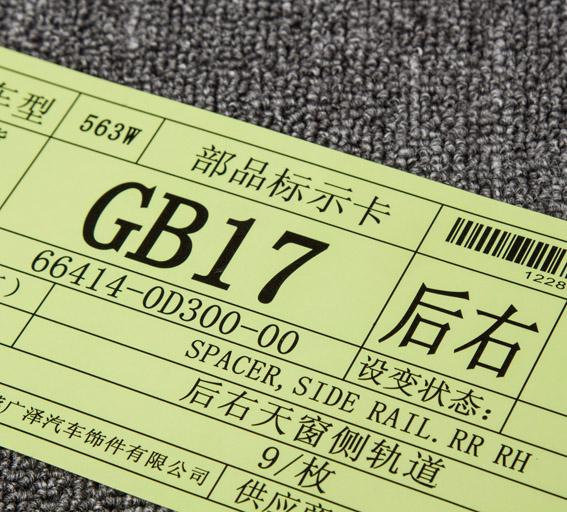 车型
563W
部品标示卡
1228
GB17
后右
66414-0D300-00
设变状态:
SPACER,SIDE RAIL.RR RH
后右天窗侧轨道
9/枚
广泽汽车饰件有限公司
供应商